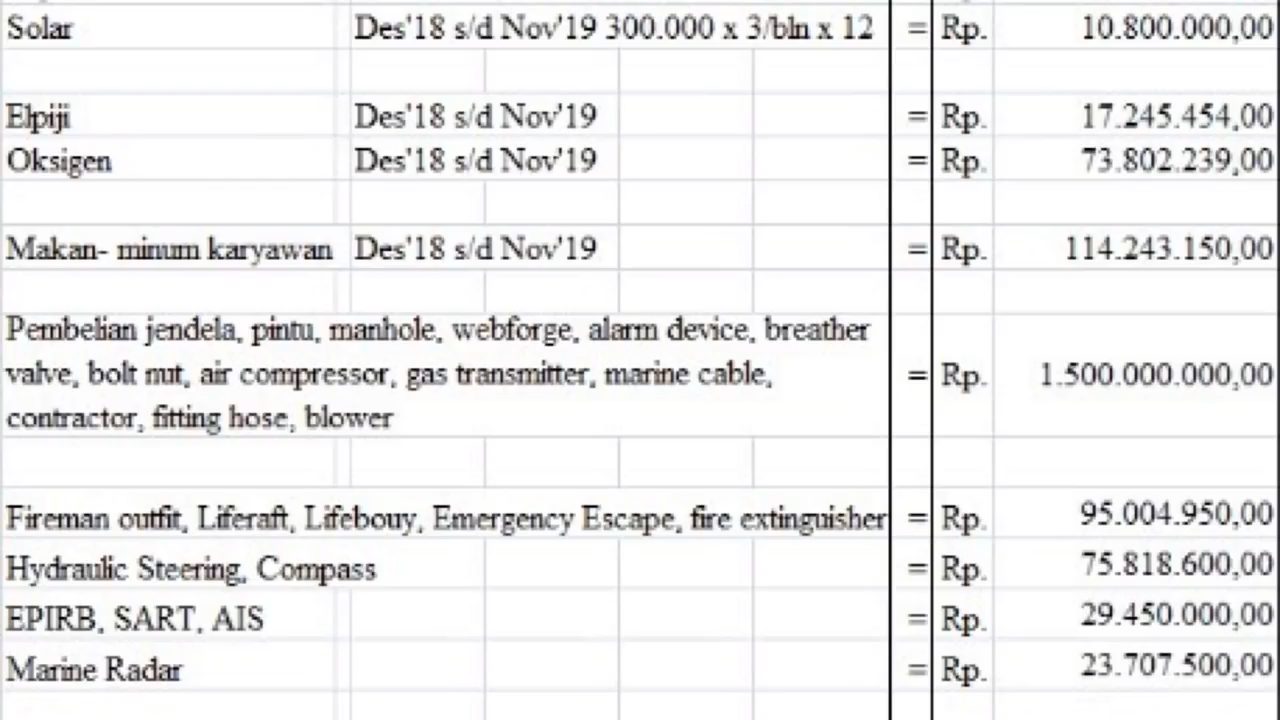 Solar Des'18 s/d Nov'19 300.000 x 3/bln x 12 = Rp. 10.800.000,00
Elpiji Des'18 s/d Nov'19 = Rp. 17.245.454,00
Oksigen Des'18 s/d Nov'19 = Rp. 73.802.239,00
Makan- minum karyawan Des'18 s/d Nov'19 = Rp. 114.243.150,00
Pembelian jendela, pintu, manhole, webforge, alarm device, breather
valve, bolt nut, air compressor, gas transmitter, marine cable, = Rp. 1.500.000.000,00
contractor, fitting hose, blower
Fireman outfit, Liferaft, Lifebouy, Emergency Escape, fire extinguisher = Rp. 95.004.950,00
Hydraulic Steering, Compass = Rp. 75.818.600,00
EPIRB, SART, AIS = Rp. 29.450.000,00
Marine Radar = Rp. 23.707.500,00